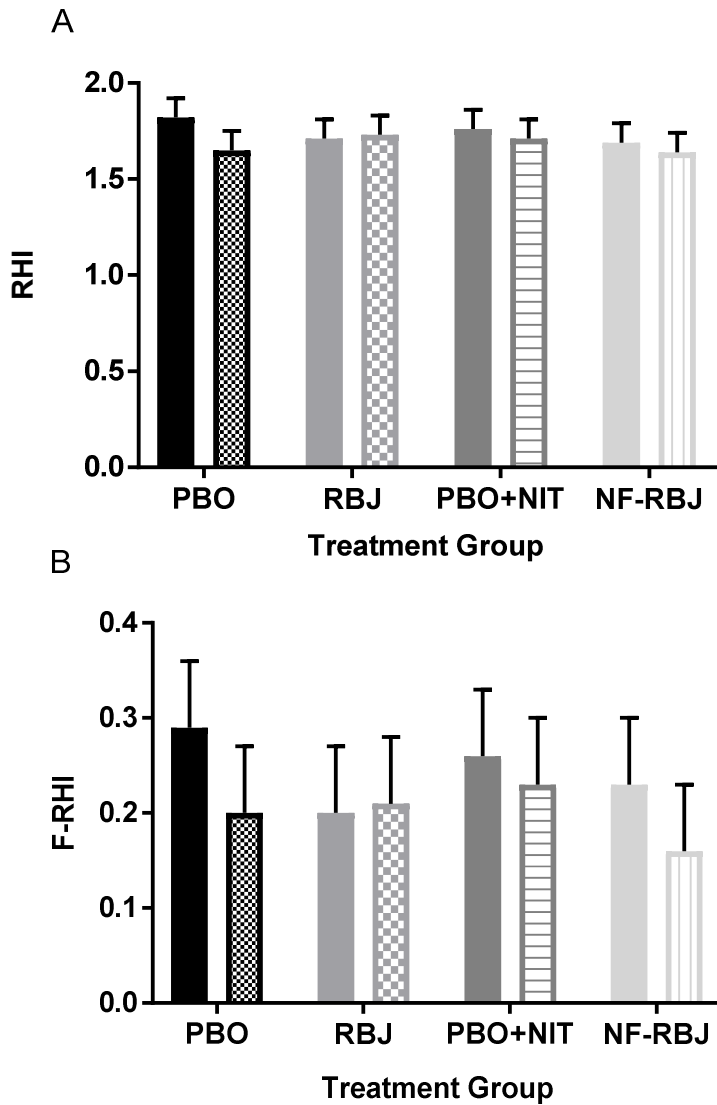 A
2.0
1.5
1.0
0.5
0.0
RHI
PBO RBJ PBO+NIT NF-RBJ
Treatment Group
B
0.4
0.3
0.2
0.1
0.0
F-RHI
PBO RBJ PBO+NIT NF-RBJ
Treatment Group